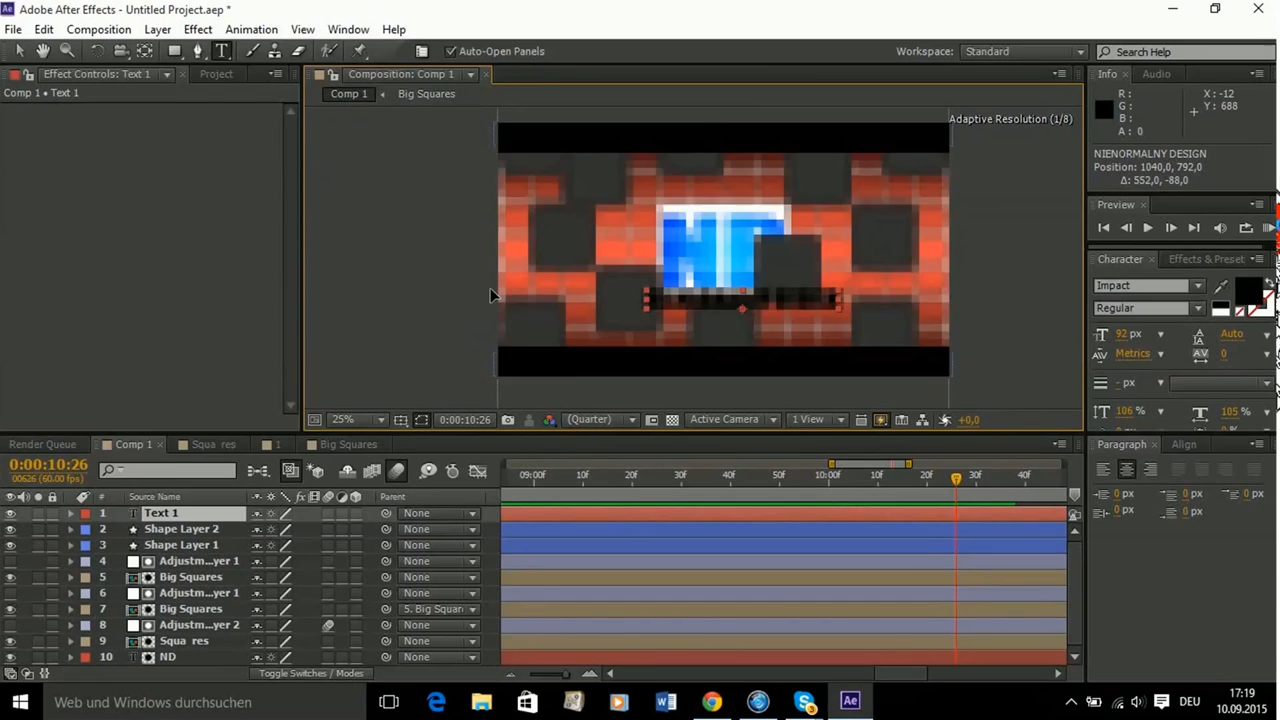 Adobe After Effects - Untitled Project.aep *
File Edit Composition Layer Effect Animation View Window Help
Auto-Open Panels Workspace: Standard Search Help
Effect Controls: Text 1 Project Composition: Comp 1 Info Audio
Comp 1 • Text 1 Comp 1 Big Squares
Adaptive Resolution (1/8)
R : X : -12
G : Y : 688
B :
A : 0
NIENORMALNY DESIGN
Position: 1040,0, 792,0
Δ: 552,0, -88,0
Preview
Character Effects & Preset
Impact
Regular
92 px Auto
Metrics 0
- px
106 % 105 %
25% 0:00:10:26 (Quarter) Active Camera 1 View +0,0
Render Queue Comp 1 Squa res 1 Big Squares Paragraph Align
0:00:10:26
00626 (60.00 fps)
09:00f 10f 20f 30f 40f 50f 10:00f 10f 20f 30f 40f
0 px 0 px 0 px
0 px 0 px
# Source Name Parent
1 Text 1 None
2 Shape Layer 2 None
3 Shape Layer 1 None
4 Adjustm...yer 1 None
5 Big Squares None
6 Adjustm...yer 1 None
7 Big Squares 5. Big Squar
8 Adjustm...yer 2 None
9 Squa res None
10 ND None
Toggle Switches / Modes
Web und Windows durchsuchen 3 Ae DEU 17:19
10.09.2015